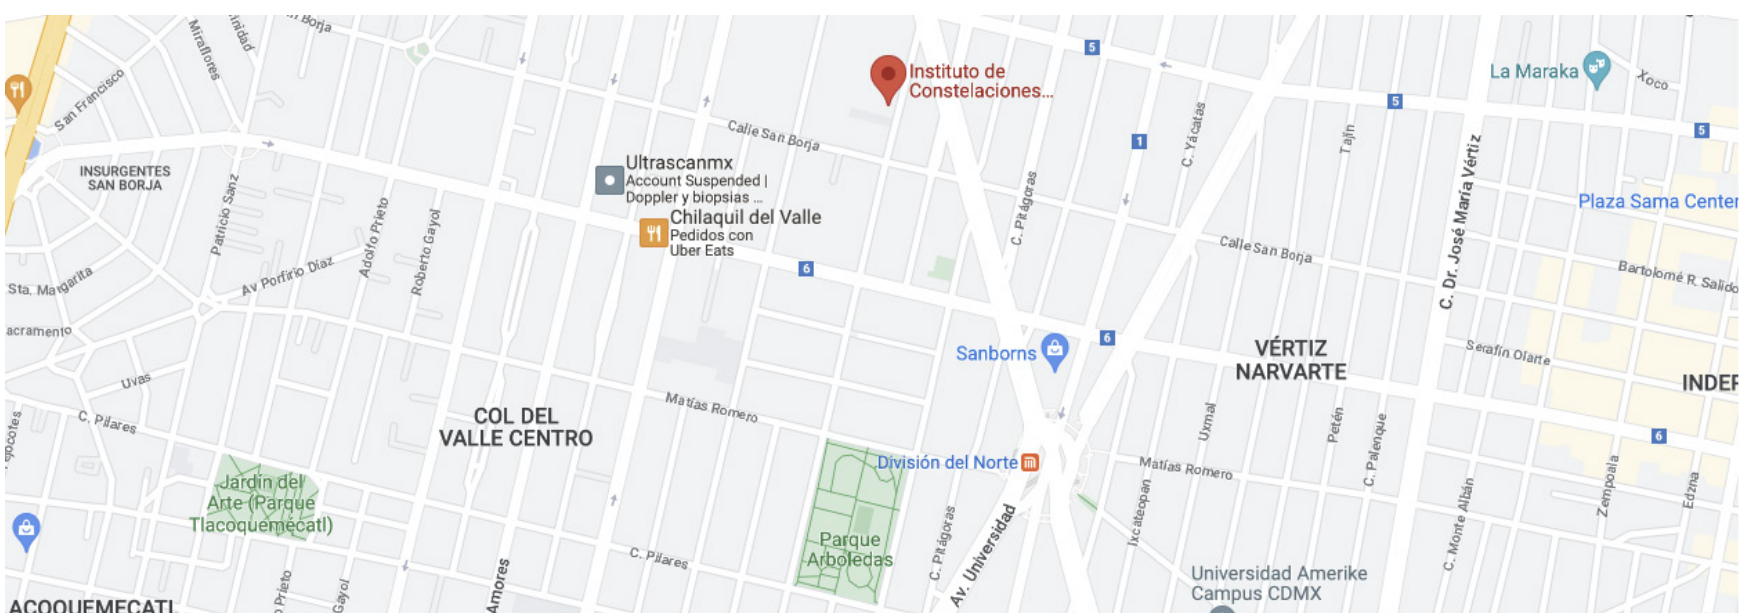 San Borja
Trinidad
Miraflores
San Francisco
INSURGENTES
SAN BORJA
Patricio Sanz
Adolfo Prieto
Roberto Gayol
Av Porfirio Diaz
Sta. Margarita
acramento
Uvas
C. Pilares
ejocotes
Jardín del
Arte (Parque
Tlacoquemécatl)
ACOQUEMECATL
Prieto
Gayol
Amores
COL DEL
VALLE CENTRO
Ultrascanmx
Account Suspended |
Doppler y biopsias ...
Chilaquil del Valle
Pedidos con
Uber Eats
Calle San Borja
Instituto de
Constelaciones...
5
1
C. Yácatas
C. Pitágoras
6
Sanborns
6
Matías Romero
C. Pilares
Parque
Arboledas
División del Norte
C. Pitágoras
Av. Universidad
Matías Romero
Ixcateopan
Uxmal
Universidad Amerike
Campus CDMX
VÉRTIZ
NARVARTE
Calle San Borja
Petén
C. Palenque
C. Monte Albán
Tajín
5
C. Dr. José María Vértiz
La Maraka
Xoco
5
Plaza Sama Center
Bartolomé R. Salido
Serafín Olarte
INDEP
6
Zempoala
Edzna